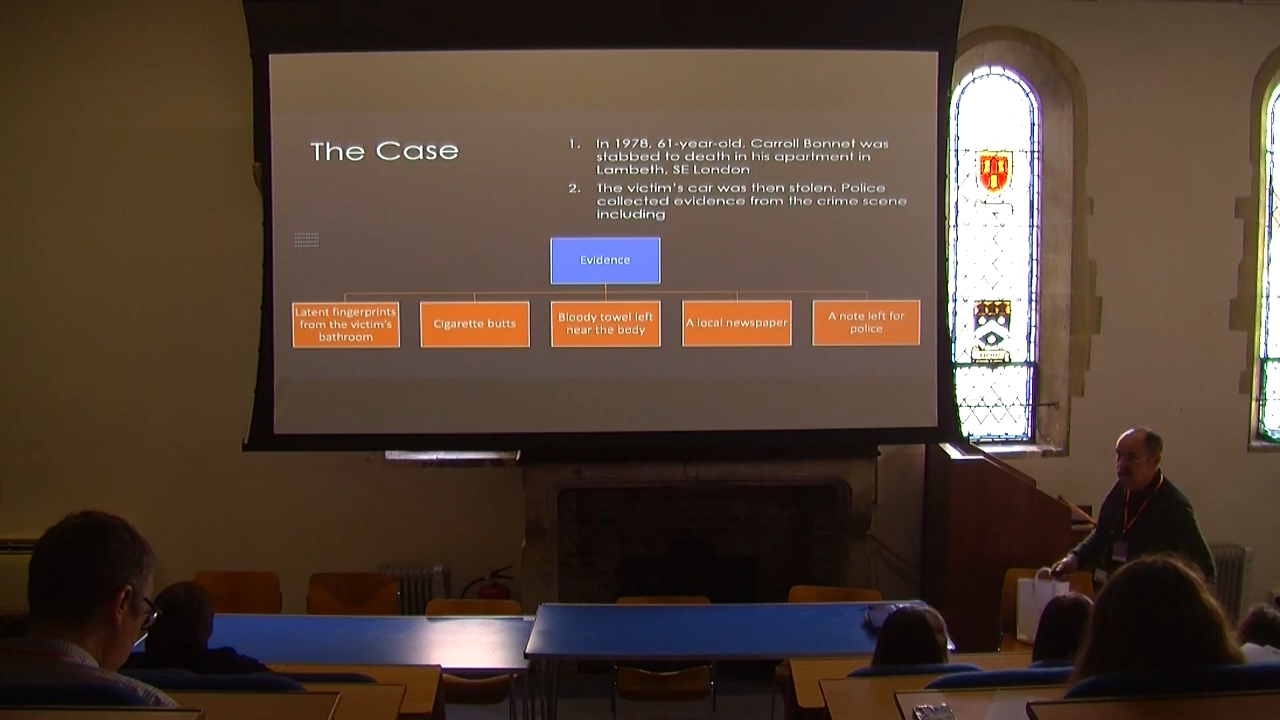 The Case
1. In 1978, 61-year-old, Carroll Bonnet was
stabbed to death in his apartment in
Lambeth, SE London
2. The victim's car was then stolen. Police
collected evidence from the crime scene
including
Evidence
Latent fingerprints
from the victim's
bathroom
Cigarette butts
Bloody towel left
near the body
A local newspaper
A note left for
police